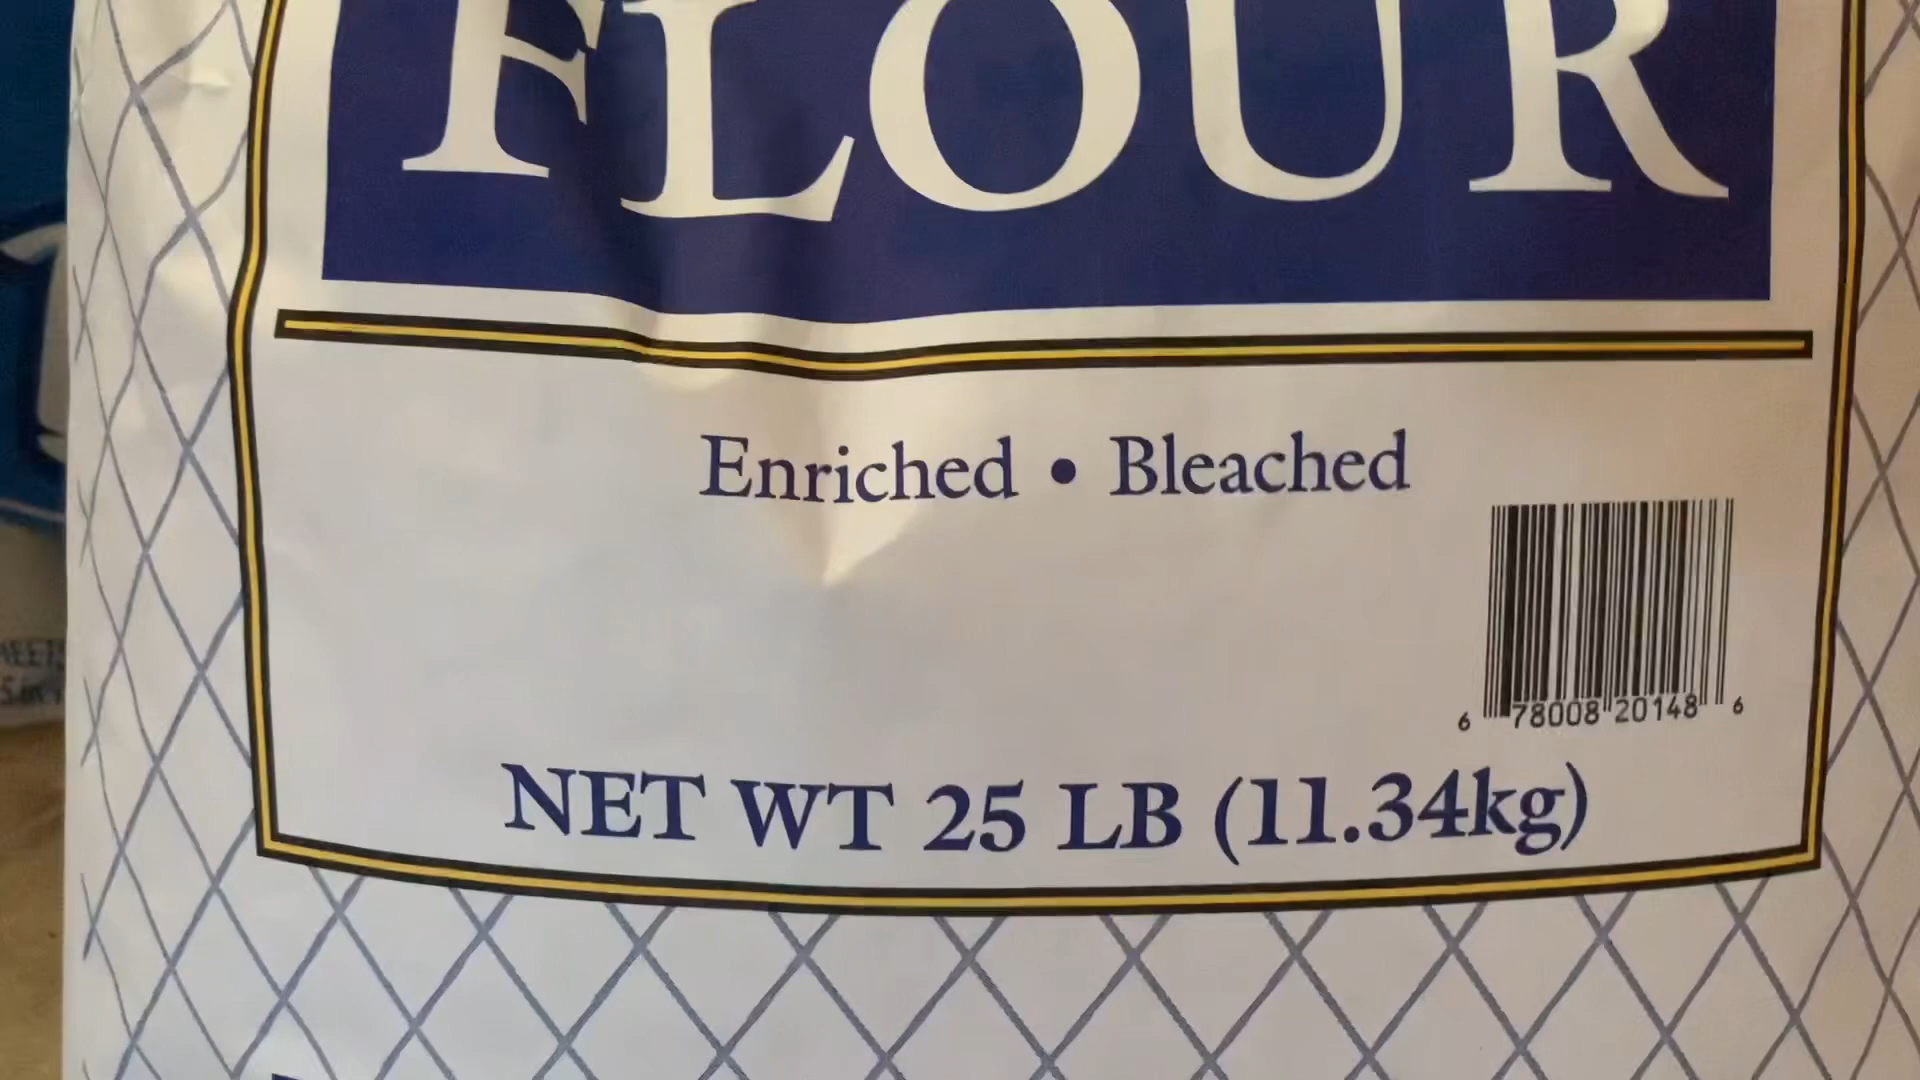 FLOUR
Enriched • Bleached
6 78008 20148 6
NET WT 25 LB (11.34kg)